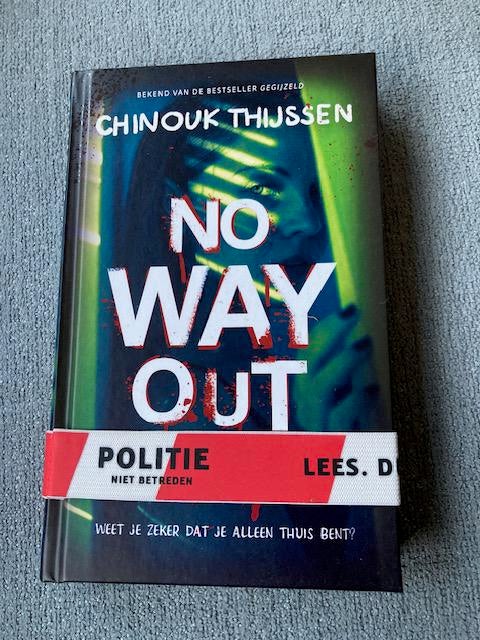 BEKEND VAN DE BESTSELLER GEGIJZELD
CHINOUK THIJSSEN
NO
WAY
OUT
POLITIE
NIET BETREDEN
LEES. D
WEET JE ZEKER DAT JE ALLEEN THUIS BENT?